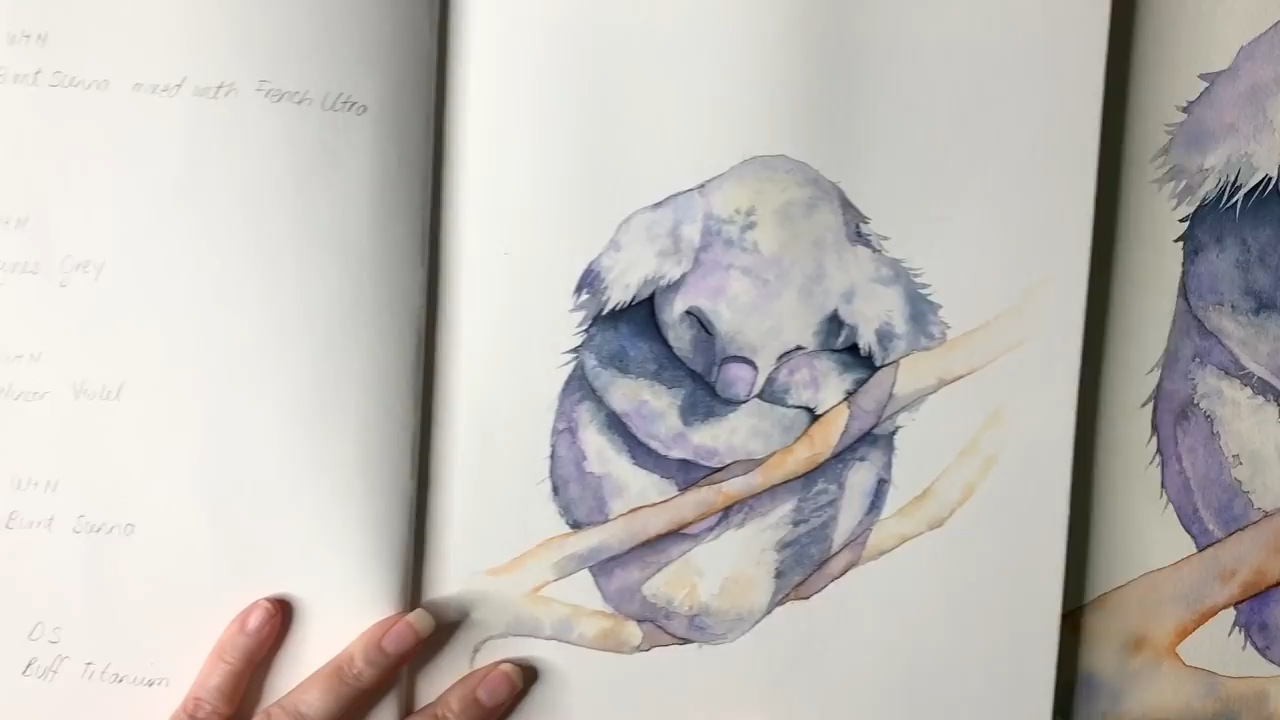 W+N
Burnt Sienna mixed with French Ultra
W+N
Grey
W+N
Violet
W+N
Burnt Sienna
DS
Buff Titanium